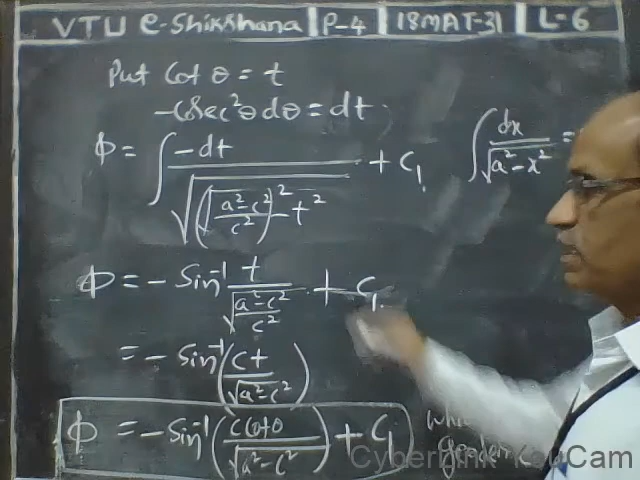 VTU e-Shikshana | P-4 | 18MAT-31 | L-6
Put Cot θ = t
-Cosec²θ dθ = dt
ϕ = ∫ -dt / √((√((a²-c²)/c²))² - t²) + C₁
∫ dx / √(a²-x²) =
ϕ = - Sin⁻¹ t / √((a²-c²)/c²) + C₁
= - Sin⁻¹ (ct / √(a²-c²))
ϕ = - Sin⁻¹ (c Cot θ / √(a²-c²)) + C₁
CyberLink YouCam